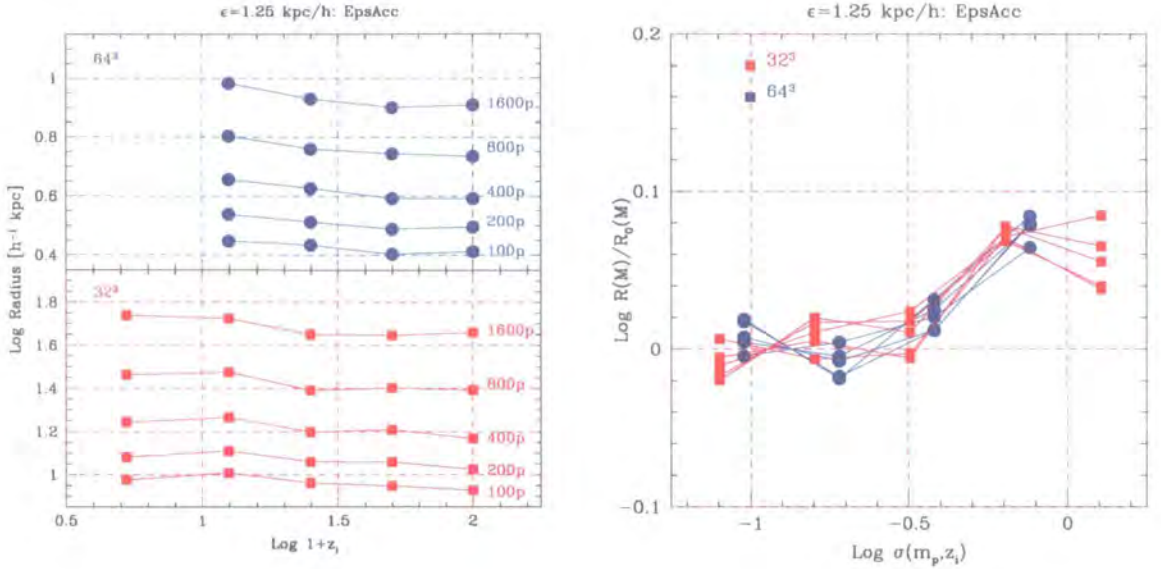 ϵ=1.25 kpc/h: EpsAcc
64³
1
0.8
0.6
0.4
1600p
800p
400p
200p
100p
Log Radius [h⁻¹ kpc]
32³
1.8
1.6
1.4
1.2
1
1600p
800p
400p
200p
100p
0.5
1
1.5
2
Log 1+zᵢ
ϵ=1.25 kpc/h: EpsAcc
0.2
32³
64³
0.1
0
−0.1
Log R(M)/R₀(M)
−1
−0.5
0
Log σ(mₚ,zᵢ)